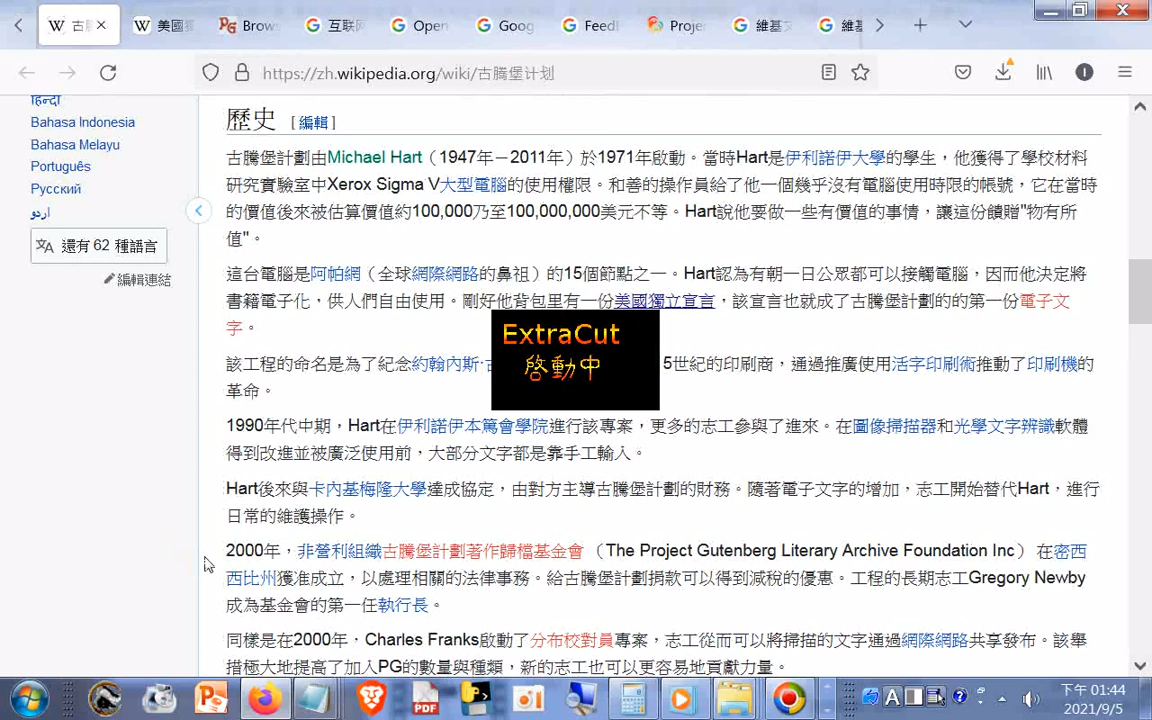 古腾
美國獨
Brows
互联网
Open
Goog
Feedl
Projec
維基文
維基
https://zh.wikipedia.org/wiki/古腾堡计划
हिन्दी
Bahasa Indonesia
Bahasa Melayu
Português
Русский
اردو
還有 62 種語言
編輯連結
歷史 [編輯]
古騰堡計劃由Michael Hart（1947年－2011年）於1971年啟動。當時Hart是伊利諾伊大學的學生，他獲得了學校材料
研究實驗室中Xerox Sigma V大型電腦的使用權限。和善的操作員給了他一個幾乎沒有電腦使用時限的帳號，它在當時
的價值後來被估算價值約100,000乃至100,000,000美元不等。Hart說他要做一些有價值的事情，讓這份饋贈"物有所
值"。
這台電腦是阿帕網（全球網際網路的鼻祖）的15個節點之一。Hart認為有朝一日公眾都可以接觸電腦，因而他決定將
書籍電子化，供人們自由使用。剛好他背包里有一份美國獨立宣言，該宣言也就成了古騰堡計劃的的第一份電子文
字。
ExtraCut
啓動中
該工程的命名是為了紀念約翰內斯·古 5世紀的印刷商，通過推廣使用活字印刷術推動了印刷機的
革命。
1990年代中期，Hart在伊利諾伊本篤會學院進行該專案，更多的志工參與了進來。在圖像掃描器和光學文字辨識軟體
得到改進並被廣泛使用前，大部分文字都是靠手工輸入。
Hart後來與卡內基梅隆大學達成協定，由對方主導古騰堡計劃的財務。隨著電子文字的增加，志工開始替代Hart，進行
日常的維護操作。
2000年，非營利組織古騰堡計劃著作歸檔基金會（The Project Gutenberg Literary Archive Foundation Inc）在密西
西比州獲准成立，以處理相關的法律事務。給古騰堡計劃捐款可以得到減稅的優惠。工程的長期志工Gregory Newby
成為基金會的第一任執行長。
同樣是在2000年，Charles Franks啟動了分布校對員專案，志工從而可以將掃描的文字通過網際網路共享發布。該舉
措極大地提高了加入PG的數量與種類，新的志工也可以更容易地貢獻力量。
PDF
A
下午 01:44
2021/9/5